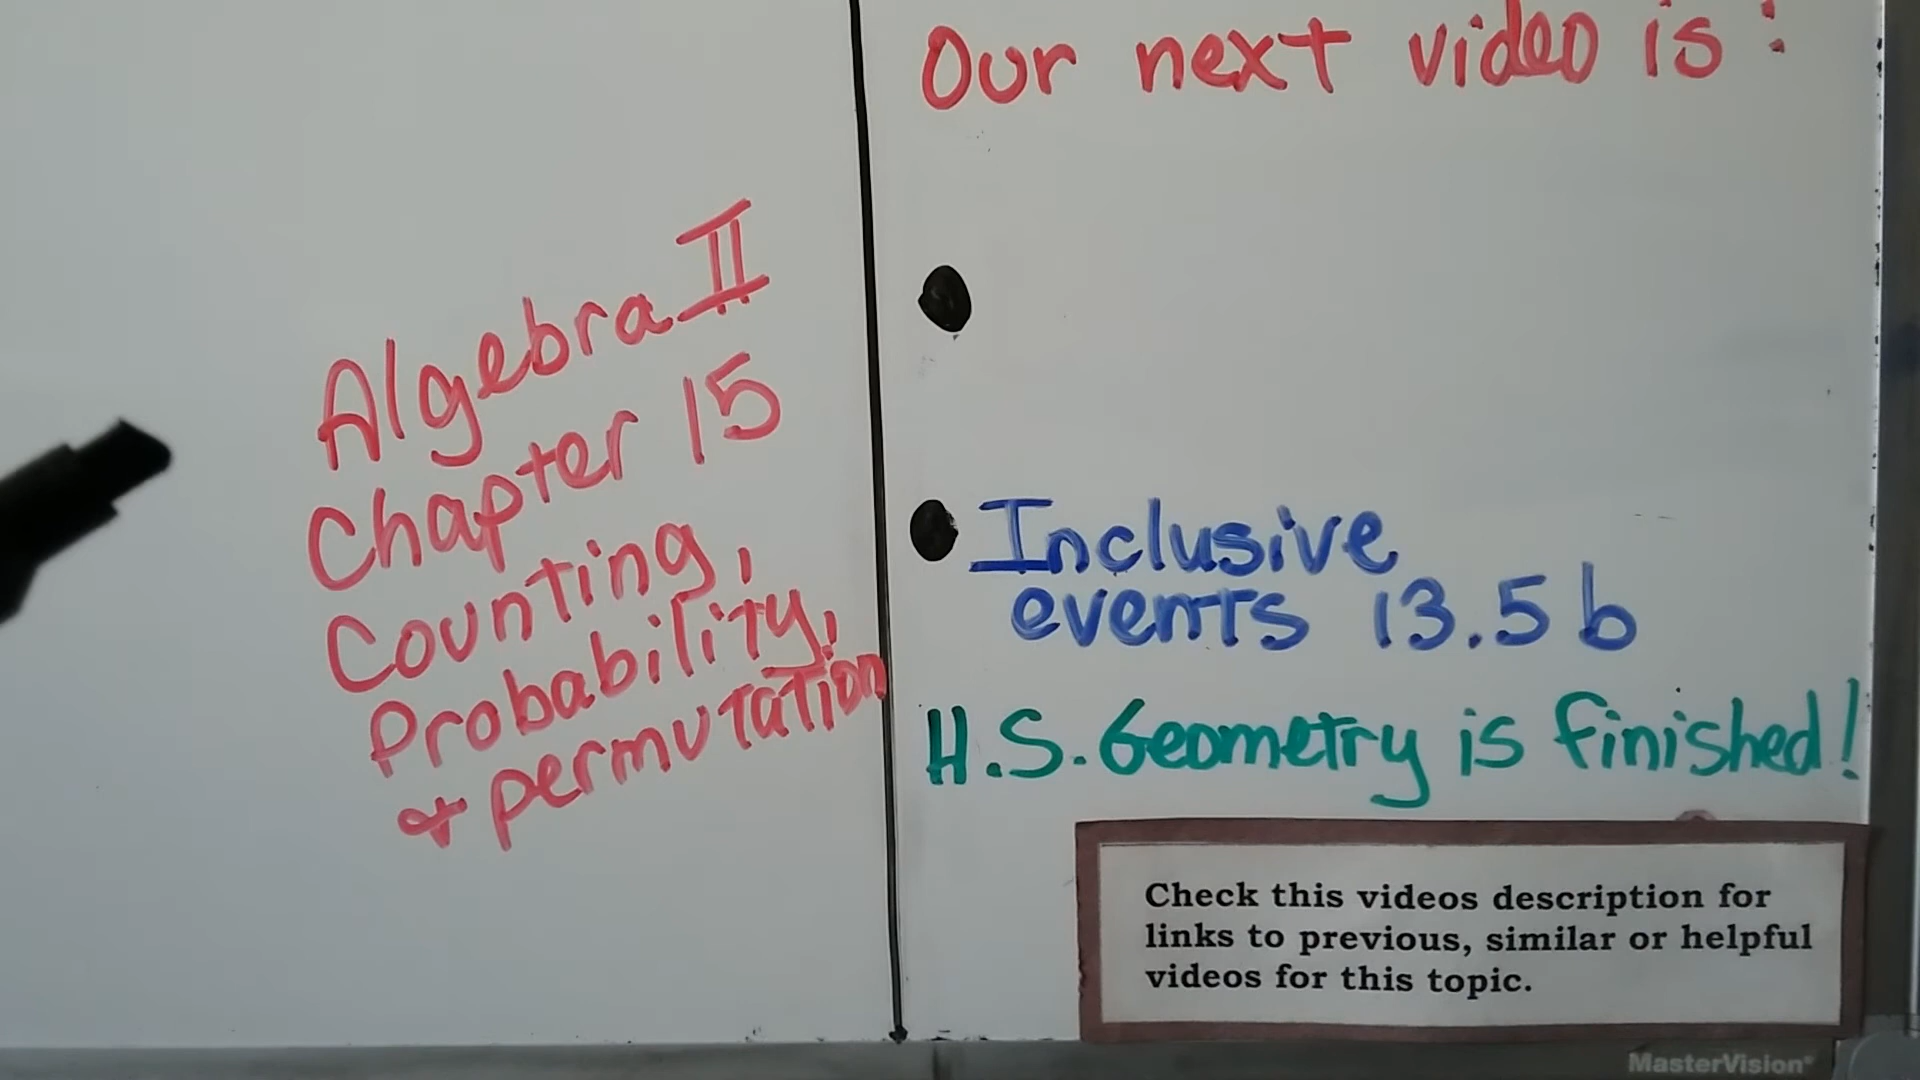 Algebra II
Chapter 15
Counting,
Probability,
& permutation
Our next video is:
Inclusive
events 13.5b
H.S. Geometry is finished!
Check this videos description for
links to previous, similar or helpful
videos for this topic.
MasterVision®